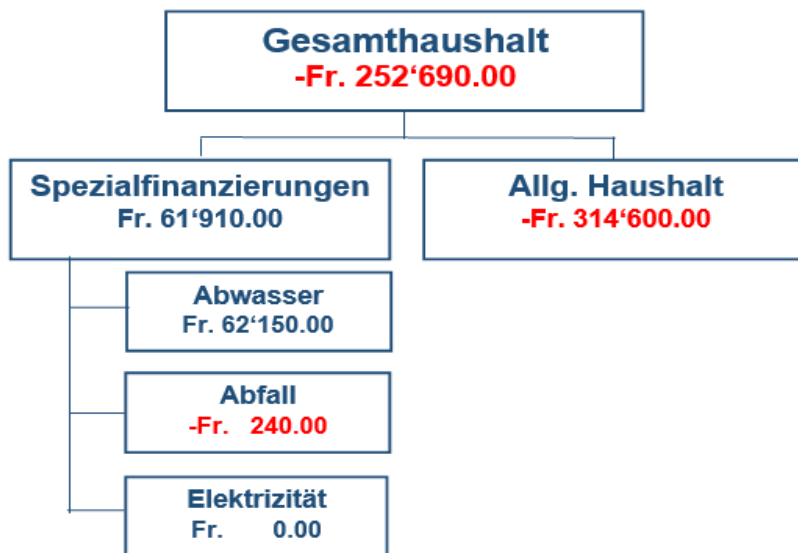 Gesamthaushalt
-Fr. 252‘690.00
Spezialfinanzierungen
Fr. 61‘910.00
Allg. Haushalt
-Fr. 314‘600.00
Abwasser
Fr. 62‘150.00
Abfall
-Fr. 240.00
Elektrizität
Fr. 0.00